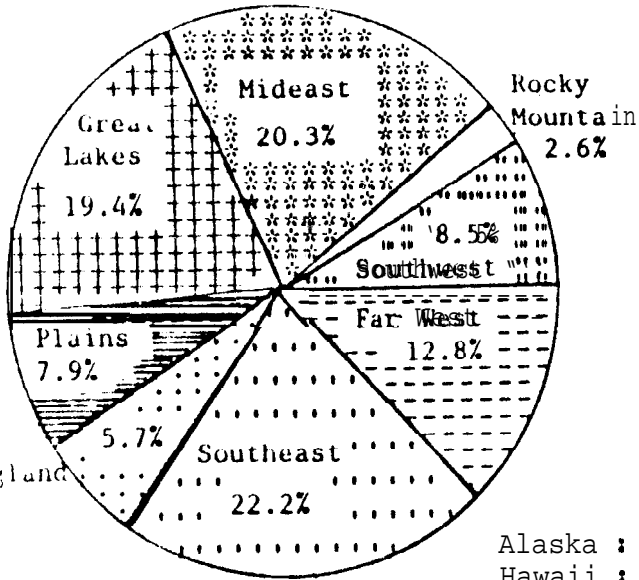 Mideast
20.3%
Rocky
Mountain
2.6%
Great
Lakes
19.4%
8.5%
Southwest
Far West
12.8%
Plains
7.9%
5.7%
gland
Southeast
22.2%
Alaska :
Hawaii :